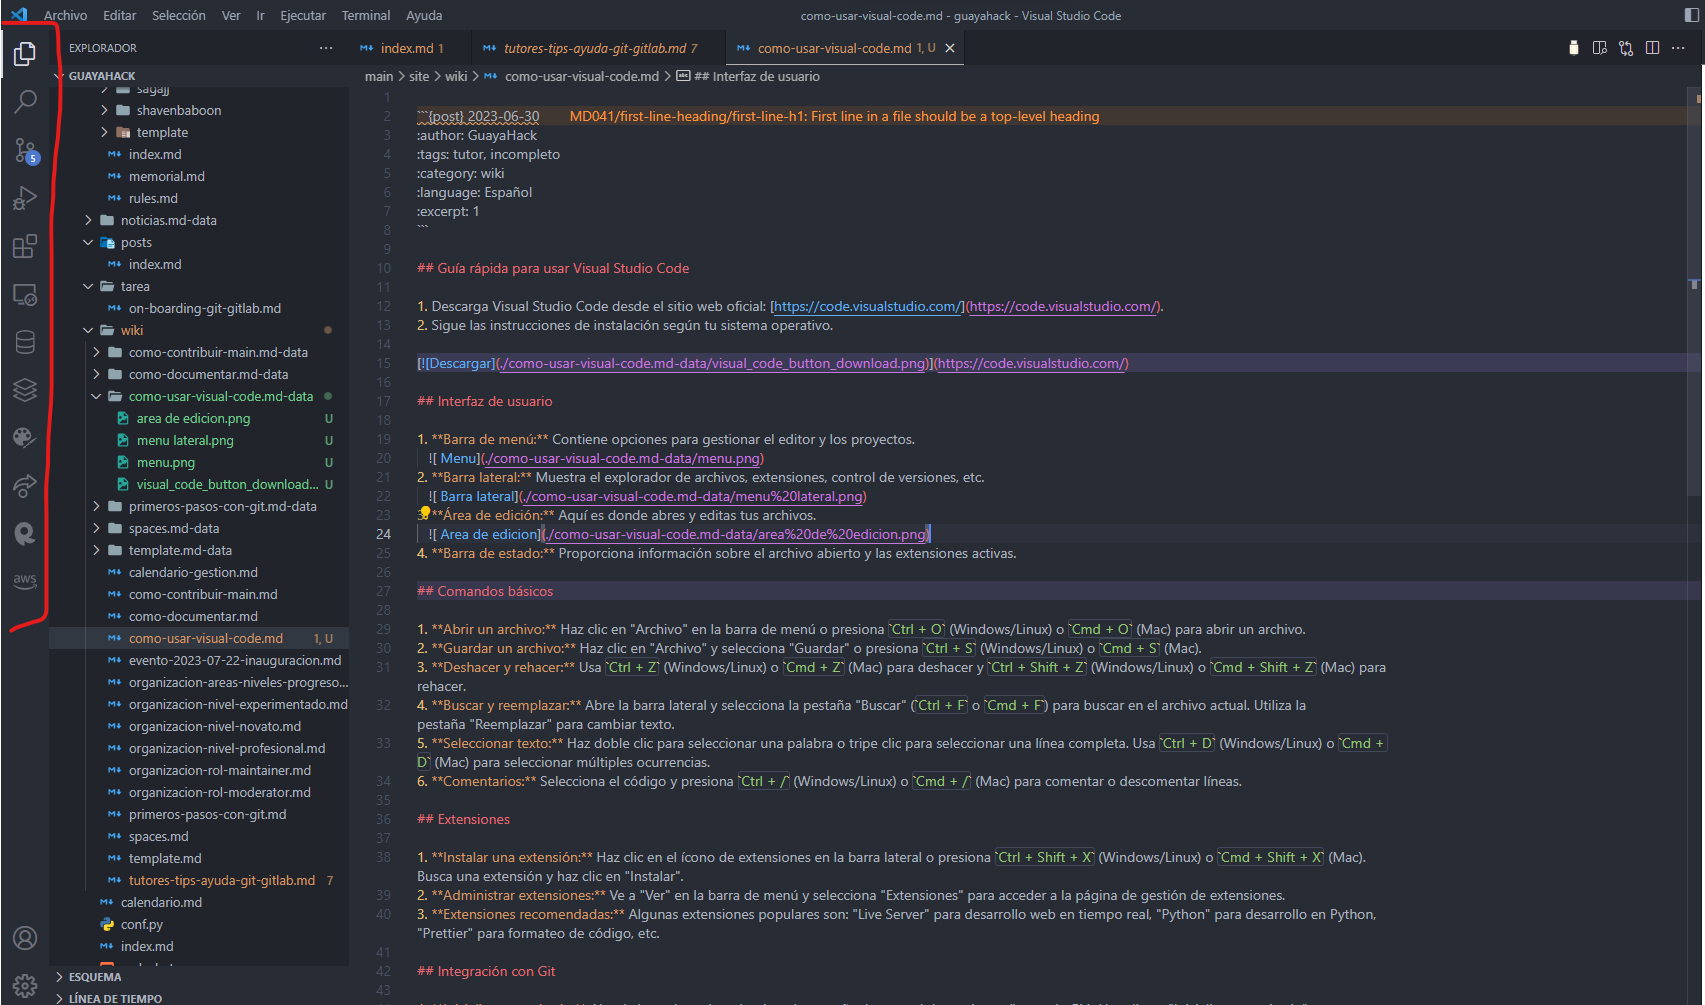 Archivo Editar Selección Ver Ir Ejecutar Terminal Ayuda
como-usar-visual-code.md - guayahack - Visual Studio Code
EXPLORADOR ···
index.md 1
tutores-tips-ayuda-git-gitlab.md 7
como-usar-visual-code.md 1, U
GUAYAHACK
main > site > wiki > como-usar-visual-code.md > ## Interfaz de usuario
sagajj
shavenbaboon
template
index.md
memorial.md
rules.md
noticias.md-data
posts
index.md
tarea
on-boarding-git-gitlab.md
wiki
como-contribuir-main.md-data
como-documentar.md-data
como-usar-visual-code.md-data
area de edicion.png U
menu lateral.png U
menu.png U
visual_code_button_download... U
primeros-pasos-con-git.md-data
spaces.md-data
template.md-data
calendario-gestion.md
como-contribuir-main.md
como-documentar.md
como-usar-visual-code.md 1, U
evento-2023-07-22-inauguracion.md
organizacion-areas-niveles-progreso...
organizacion-nivel-experimentado.md
organizacion-nivel-novato.md
organizacion-nivel-profesional.md
organizacion-rol-maintainer.md
organizacion-rol-moderator.md
primeros-pasos-con-git.md
spaces.md
template.md
tutores-tips-ayuda-git-gitlab.md 7
calendario.md
conf.py
index.md
ESQUEMA
LÍNEA DE TIEMPO
5
aws
1
2 ```{post} 2023-06-30 MD041/first-line-heading/first-line-h1: First line in a file should be a top-level heading
3 :author: GuayaHack
4 :tags: tutor, incompleto
5 :category: wiki
6 :language: Español
7 :excerpt: 1
8 ```
9
10 ## Guía rápida para usar Visual Studio Code
11
12 1. Descarga Visual Studio Code desde el sitio web oficial: [https://code.visualstudio.com/](https://code.visualstudio.com/).
13 2. Sigue las instrucciones de instalación según tu sistema operativo.
14
15 [![Descargar](./como-usar-visual-code.md-data/visual_code_button_download.png)](https://code.visualstudio.com/)
16
17 ## Interfaz de usuario
18
19 1. **Barra de menú:** Contiene opciones para gestionar el editor y los proyectos.
20 ![ Menu](./como-usar-visual-code.md-data/menu.png)
21 2. **Barra lateral:** Muestra el explorador de archivos, extensiones, control de versiones, etc.
22 ![ Barra lateral](./como-usar-visual-code.md-data/menu%20lateral.png)
23 3. **Área de edición:** Aquí es donde abres y editas tus archivos.
24 ![ Area de edicion](./como-usar-visual-code.md-data/area%20de%20edicion.png)
25 4. **Barra de estado:** Proporciona información sobre el archivo abierto y las extensiones activas.
26
27 ## Comandos básicos
28
29 1. **Abrir un archivo:** Haz clic en "Archivo" en la barra de menú o presiona `Ctrl + O` (Windows/Linux) o `Cmd + O` (Mac) para abrir un archivo.
30 2. **Guardar un archivo:** Haz clic en "Archivo" y selecciona "Guardar" o presiona `Ctrl + S` (Windows/Linux) o `Cmd + S` (Mac).
31 3. **Deshacer y rehacer:** Usa `Ctrl + Z` (Windows/Linux) o `Cmd + Z` (Mac) para deshacer y `Ctrl + Shift + Z` (Windows/Linux) o `Cmd + Shift + Z` (Mac) para
rehacer.
32 4. **Buscar y reemplazar:** Abre la barra lateral y selecciona la pestaña "Buscar" (`Ctrl + F` o `Cmd + F`) para buscar en el archivo actual. Utiliza la
pestaña "Reemplazar" para cambiar texto.
33 5. **Seleccionar texto:** Haz doble clic para seleccionar una palabra o tripe clic para seleccionar una línea completa. Usa `Ctrl + D` (Windows/Linux) o `Cmd +
D` (Mac) para seleccionar múltiples ocurrencias.
34 6. **Comentarios:** Selecciona el código y presiona `Ctrl + /` (Windows/Linux) o `Cmd + /` (Mac) para comentar o descomentar líneas.
35
36 ## Extensiones
37
38 1. **Instalar una extensión:** Haz clic en el ícono de extensiones en la barra lateral o presiona `Ctrl + Shift + X` (Windows/Linux) o `Cmd + Shift + X` (Mac).
Busca una extensión y haz clic en "Instalar".
39 2. **Administrar extensiones:** Ve a "Ver" en la barra de menú y selecciona "Extensiones" para acceder a la página de gestión de extensiones.
40 3. **Extensiones recomendadas:** Algunas extensiones populares son: "Live Server" para desarrollo web en tiempo real, "Python" para desarrollo en Python,
"Prettier" para formateo de código, etc.
41
42 ## Integración con Git
43